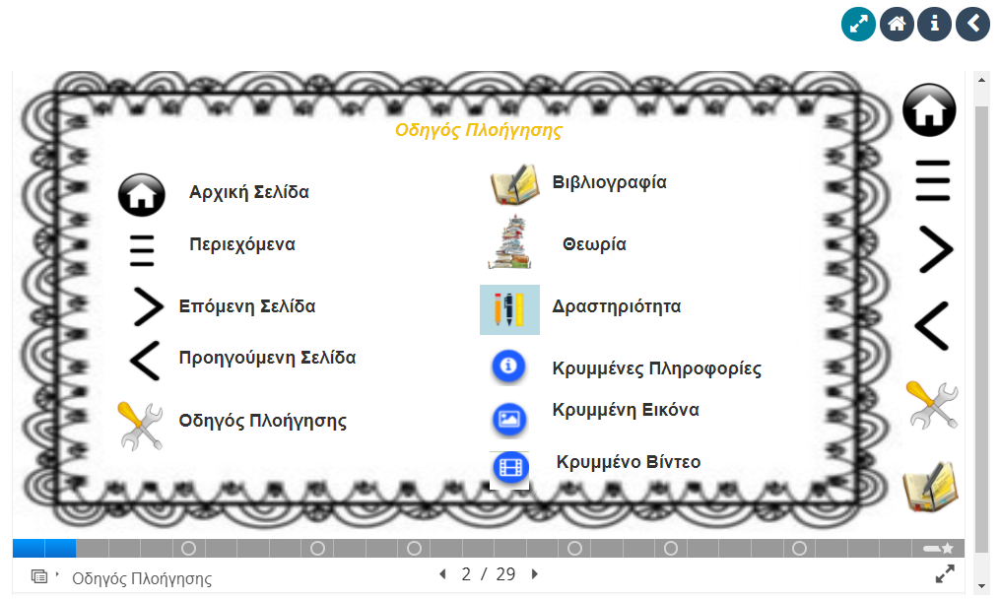 Οδηγός Πλοήγησης
Αρχική Σελίδα
Περιεχόμενα
Επόμενη Σελίδα
Προηγούμενη Σελίδα
Οδηγός Πλοήγησης
Βιβλιογραφία
Θεωρία
Δραστηριότητα
Κρυμμένες Πληροφορίες
Κρυμμένη Εικόνα
Κρυμμένο Βίντεο
Οδηγός Πλοήγησης
2 / 29